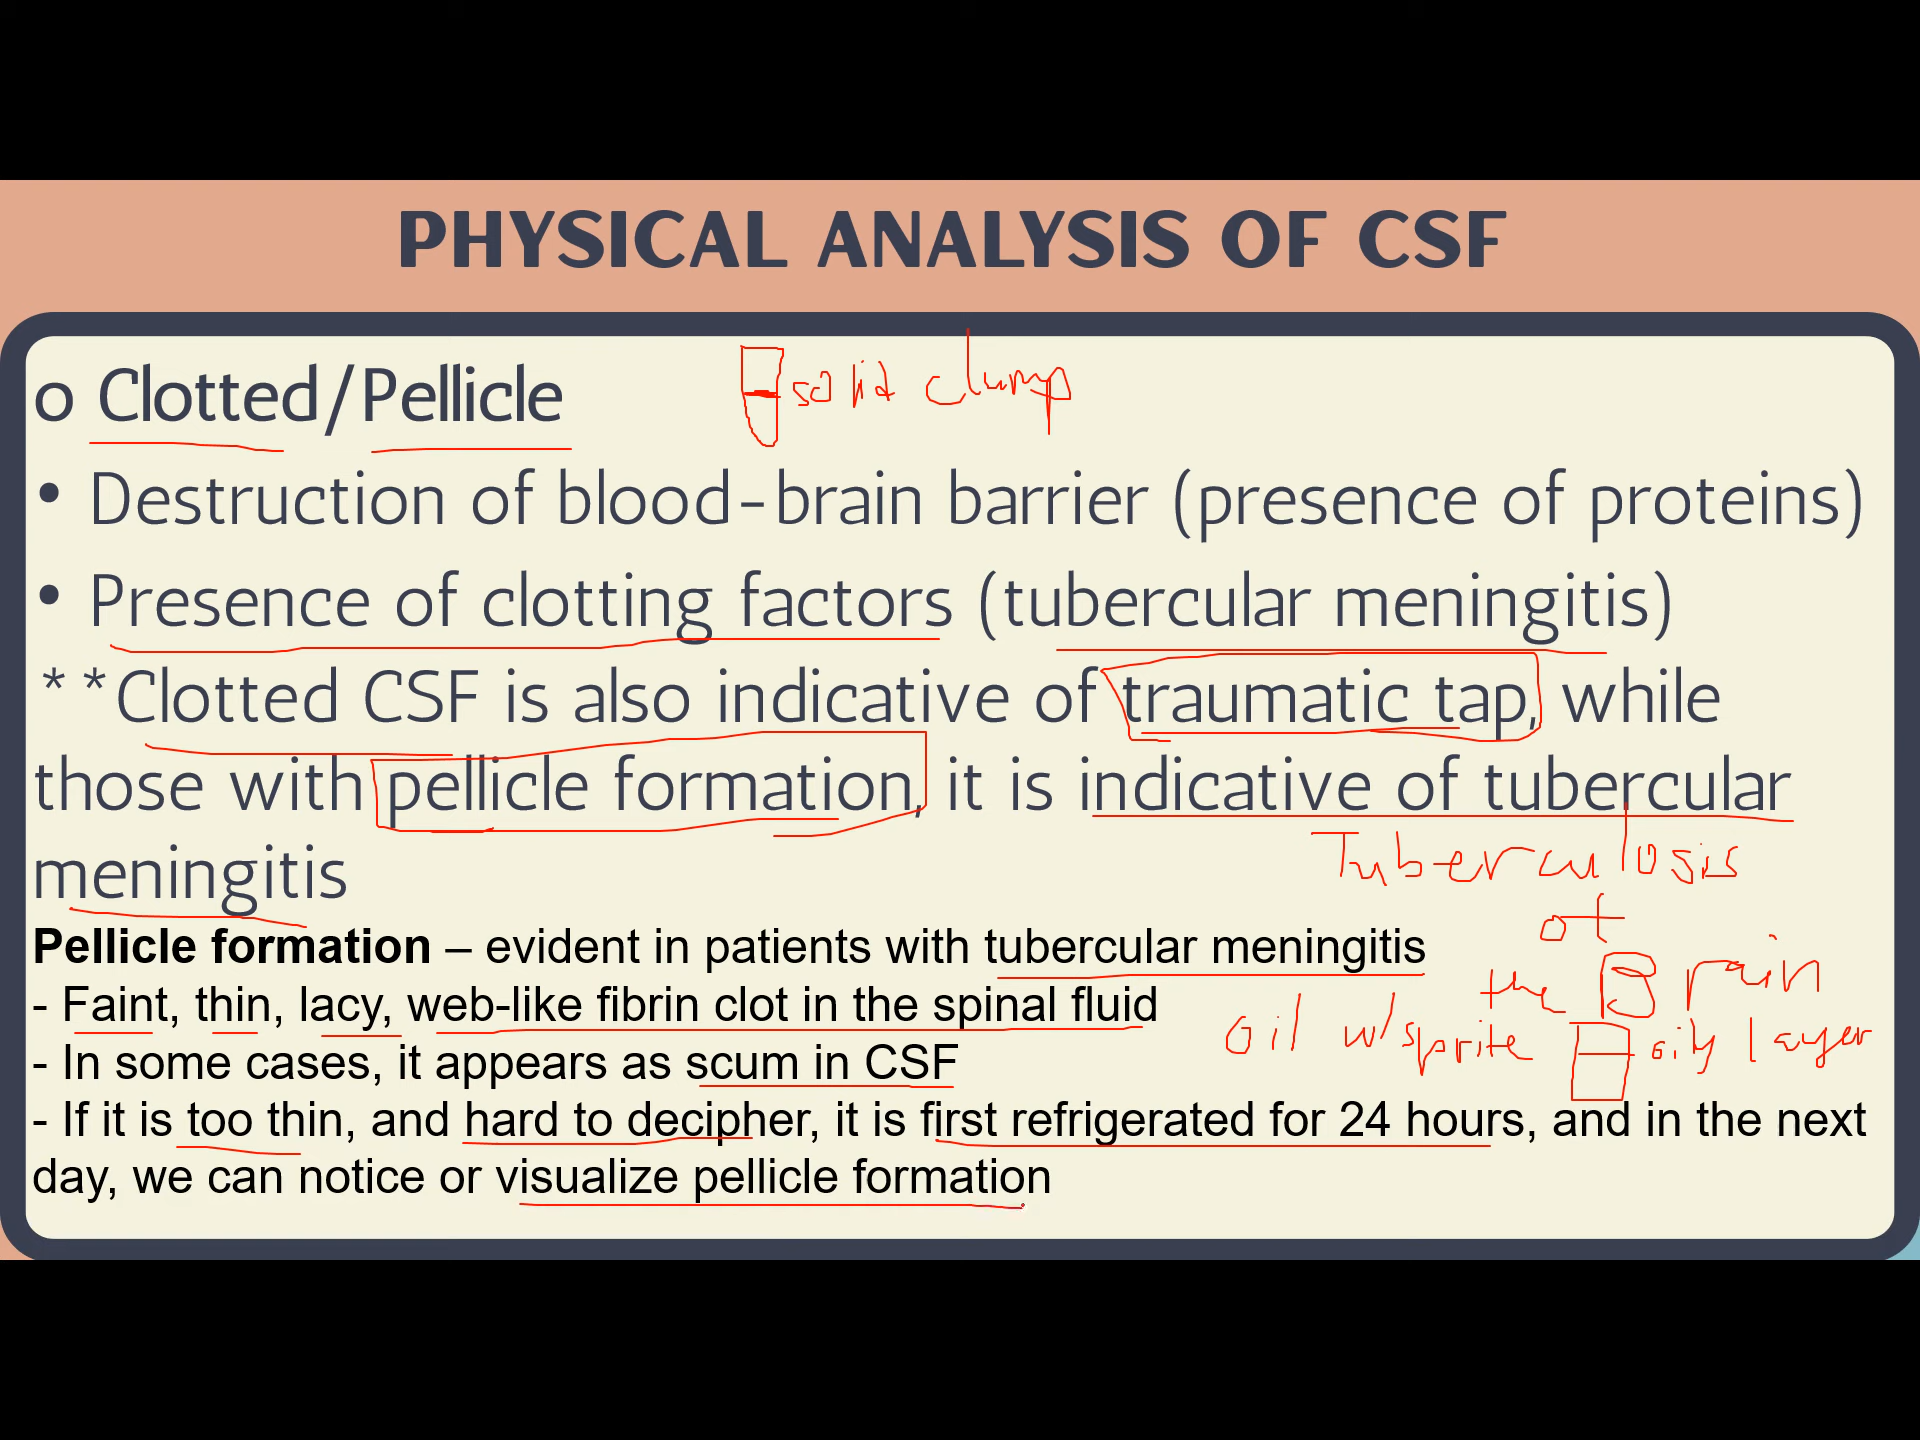 PHYSICAL ANALYSIS OF CSF
o Clotted/Pellicle
solid clump
• Destruction of blood-brain barrier (presence of proteins)
• Presence of clotting factors (tubercular meningitis)
**Clotted CSF is also indicative of traumatic tap, while
those with pellicle formation, it is indicative of tubercular
meningitis
Tuberculosis
of
the Brain
Pellicle formation – evident in patients with tubercular meningitis
- Faint, thin, lacy, web-like fibrin clot in the spinal fluid
oil w/ sprite
oily layer
- In some cases, it appears as scum in CSF
- If it is too thin, and hard to decipher, it is first refrigerated for 24 hours, and in the next
day, we can notice or visualize pellicle formation